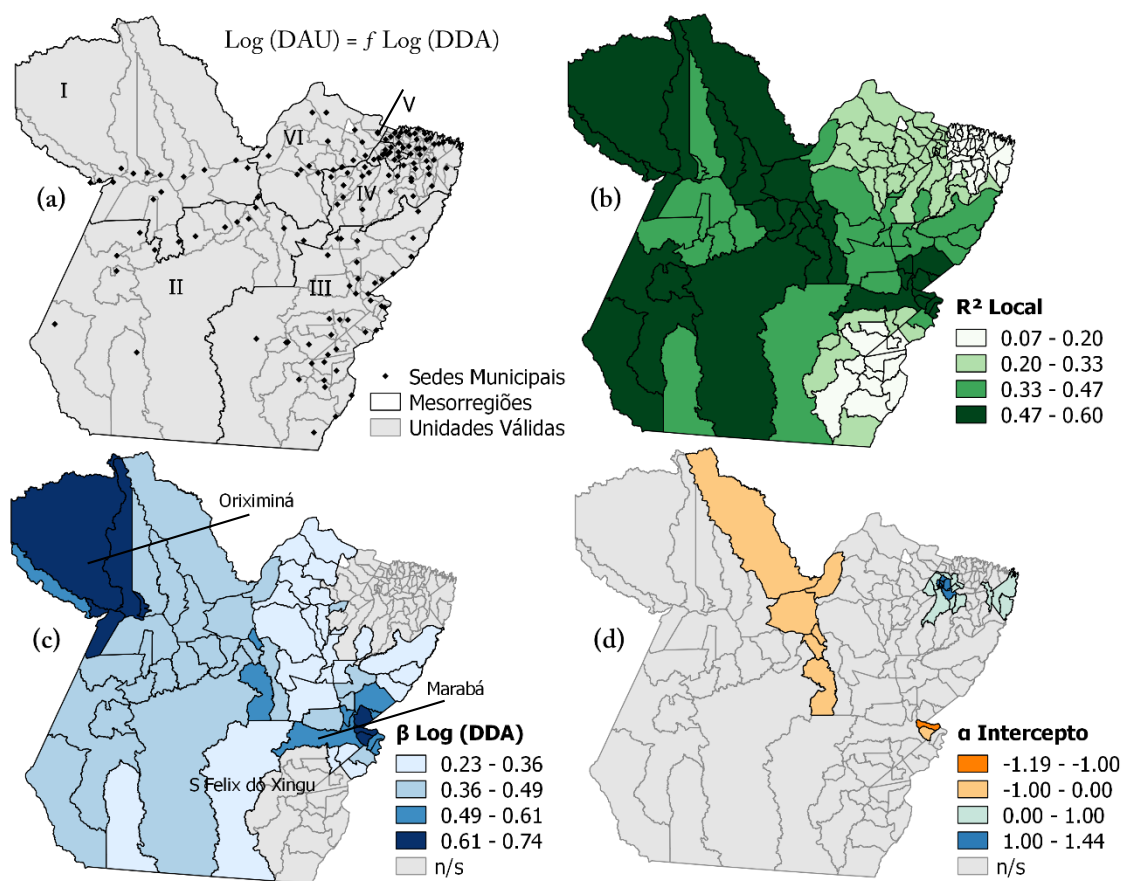 Log (DAU) = f Log (DDA)
I
V
VI
IV
(a)
II
III
Sedes Municipais
Mesorregiões
Unidades Válidas
(b)
R² Local
0.07 - 0.20
0.20 - 0.33
0.33 - 0.47
0.47 - 0.60
Oriximiná
(c)
Marabá
S Felix do Xingu
β Log (DDA)
0.23 - 0.36
0.36 - 0.49
0.49 - 0.61
0.61 - 0.74
n/s
(d)
α Intercepto
-1.19 - -1.00
-1.00 - 0.00
0.00 - 1.00
1.00 - 1.44
n/s